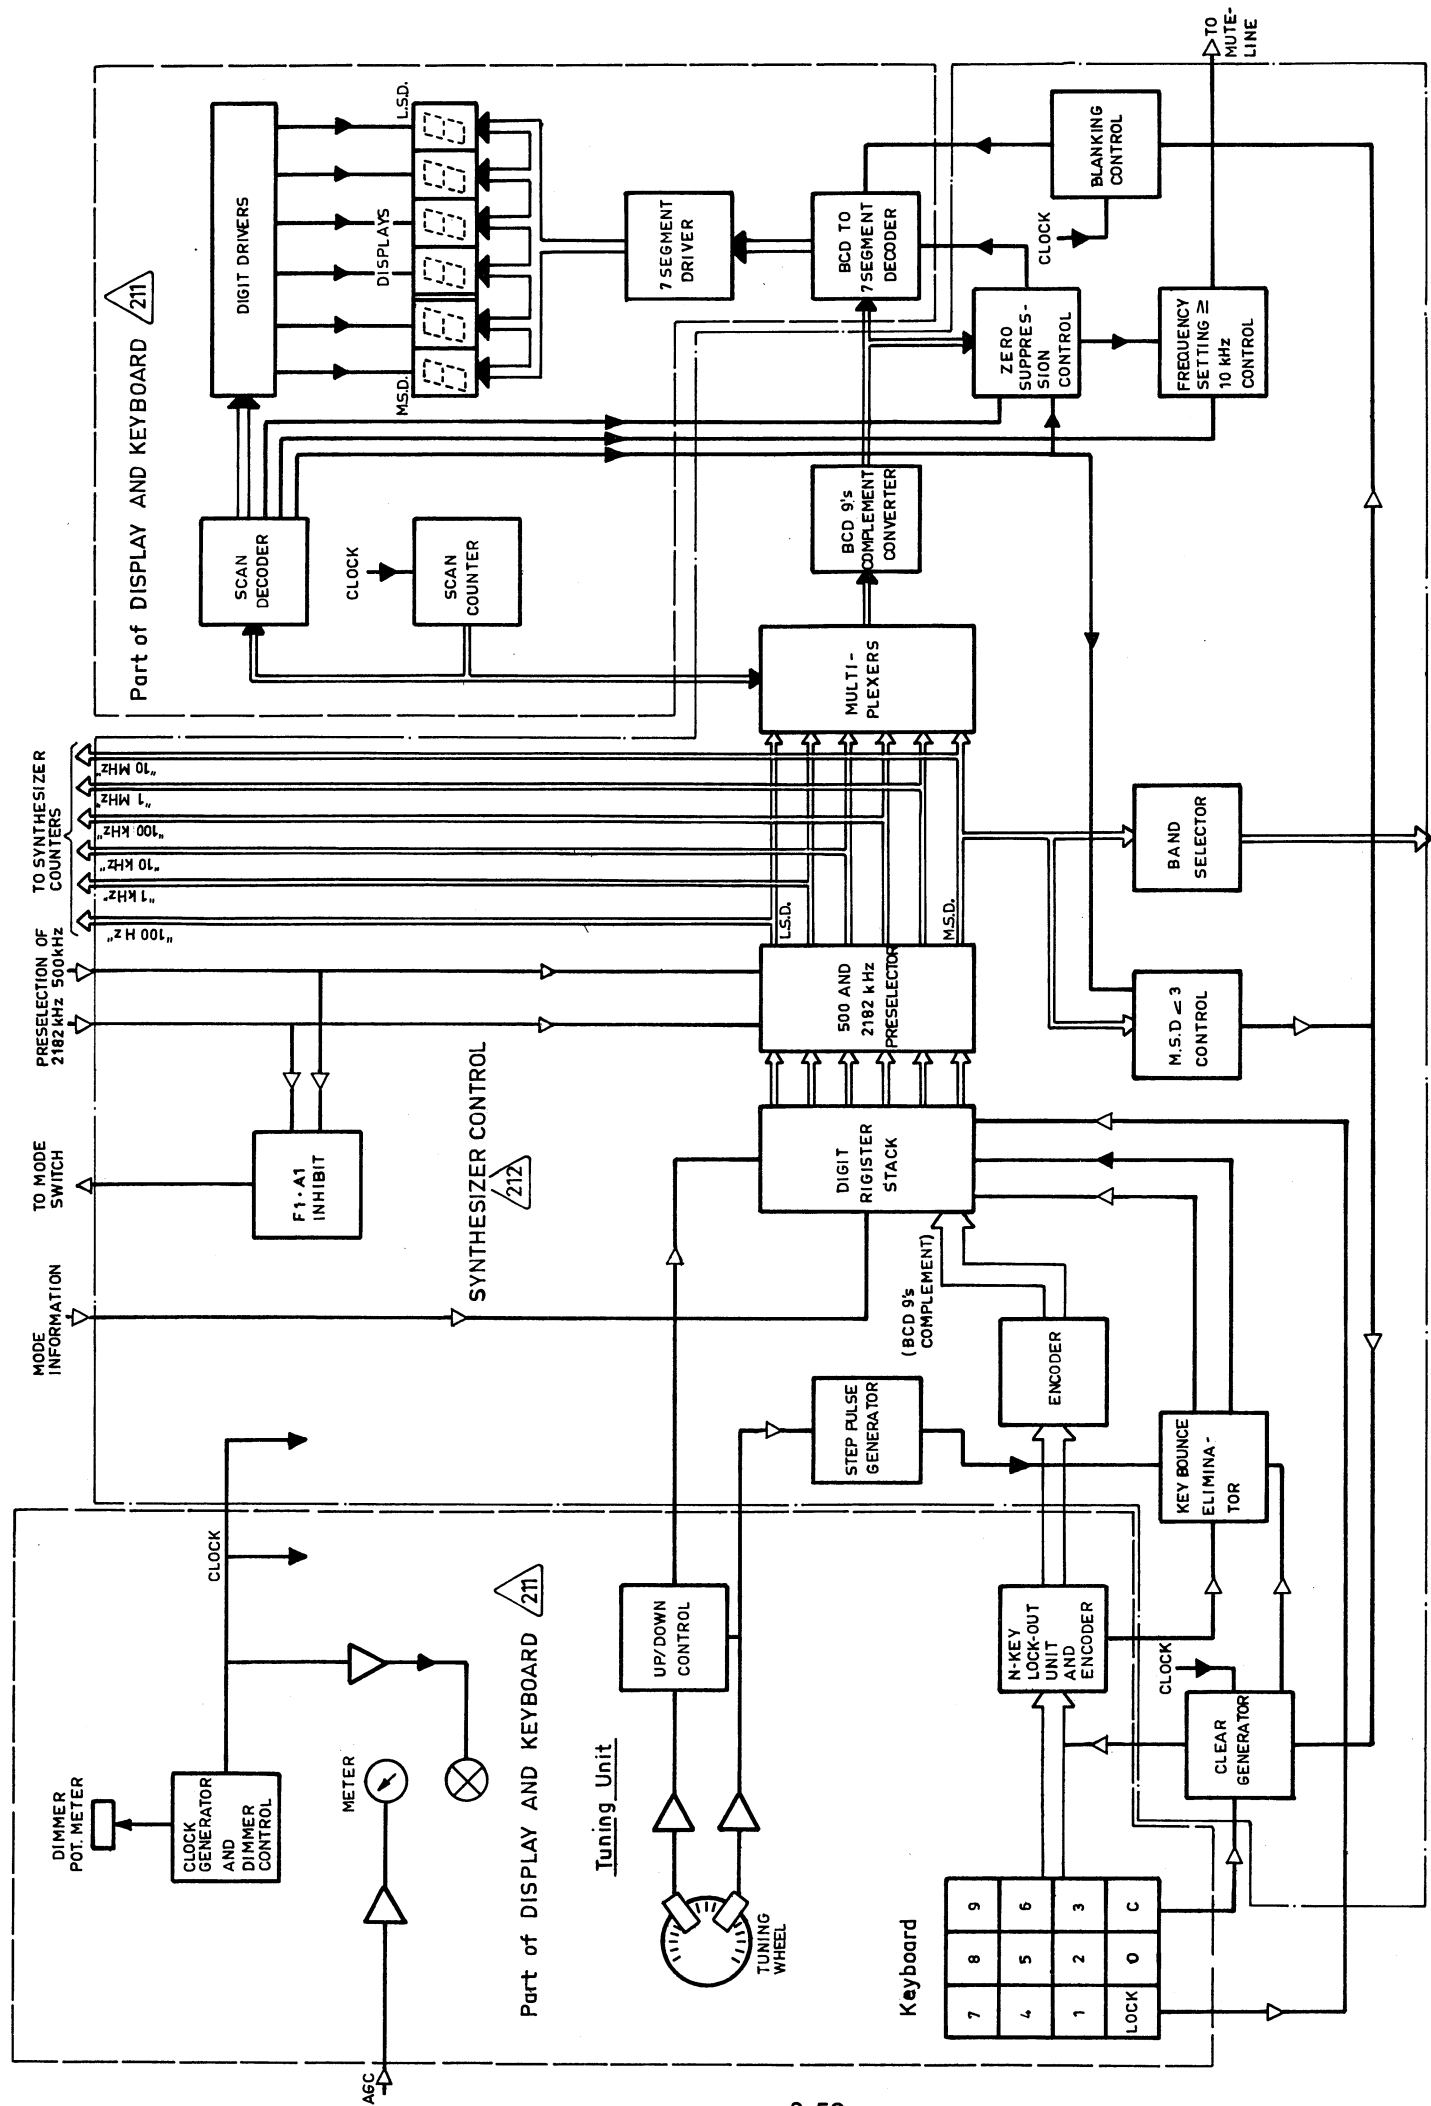 DIMMER
POT. METER
CLOCK
GENERATOR
AND
DIMMER
CONTROL
CLOCK
METER
AGC
Part of DISPLAY AND KEYBOARD
211
Tuning Unit
TUNING
WHEEL
UP/DOWN
CONTROL
Keyboard
7 8 9
4 5 6
1 2 3
LOCK 0 C
N-KEY
LOCK-OUT
UNIT
AND
ENCODER
CLOCK
CLEAR
GENERATOR
MODE
INFORMATION
TO MODE
SWITCH
PRESELECTION OF
2182 kHz 500kHz
TO SYNTHESIZER
COUNTERS
"100 Hz"
"1 kHz"
"10 kHz"
"100 kHz"
"1 MHz"
"10 MHz"
F1·A1
INHIBIT
SYNTHESIZER CONTROL
212
STEP PULSE
GENERATOR
(BCD 9's
COMPLEMENT)
ENCODER
KEY BOUNCE
ELIMINA-
TOR
DIGIT
RIGISTER
STACK
500 AND
2182 kHz
PRESELECTOR
L.S.D.
M.S.D.
M.S.D ≤ 3
CONTROL
BAND
SELECTOR
MULTI-
PLEXERS
Part of DISPLAY AND KEYBOARD
211
SCAN
DECODER
CLOCK
SCAN
COUNTER
DIGIT DRIVERS
M.S.D.
DISPLAYS
L.S.D.
7 SEGMENT
DRIVER
BCD 9's
COMPLEMENT
CONVERTER
BCD TO
7 SEGMENT
DECODER
ZERO
SUPPRES-
SION
CONTROL
CLOCK
BLANKING
CONTROL
FREQUENCY
SETTING ≥
10 kHz
CONTROL
TO
MUTE-
LINE